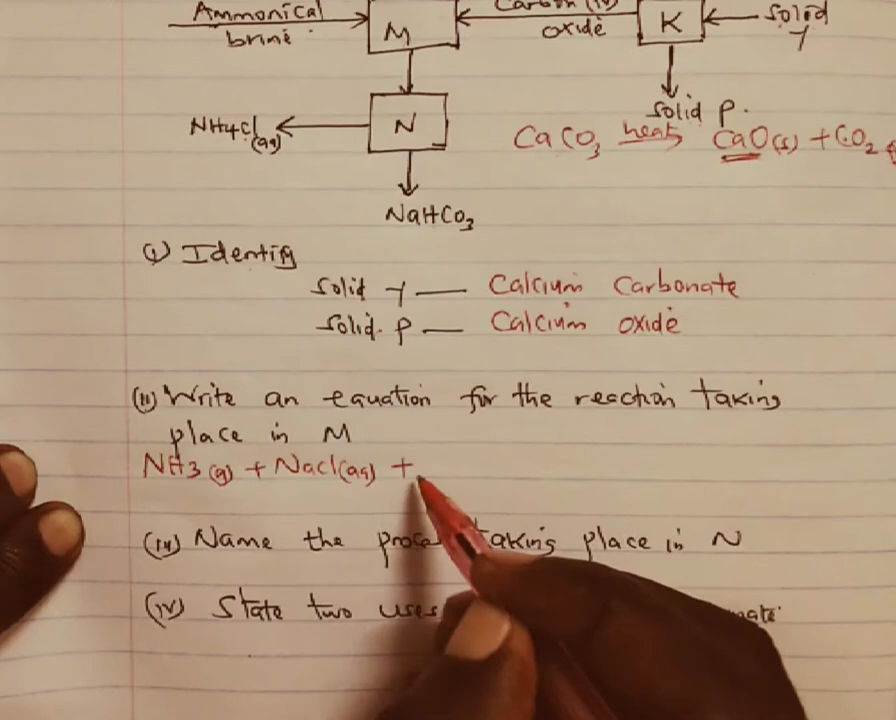 Ammonical
brine
M
Carbon (iv)
oxide
K
solid
Y
NH4Cl(aq)
N
solid P.
CaCO3 heat CaO(s) + CO2
NaHCO3
(i) Identify
solid Y — Calcium Carbonate
solid P — Calcium oxide
(ii) Write an equation for the reaction taking
place in M
NH3(g) + NaCl(aq) +
(iii) Name the taking place in N
(iv) State two uses